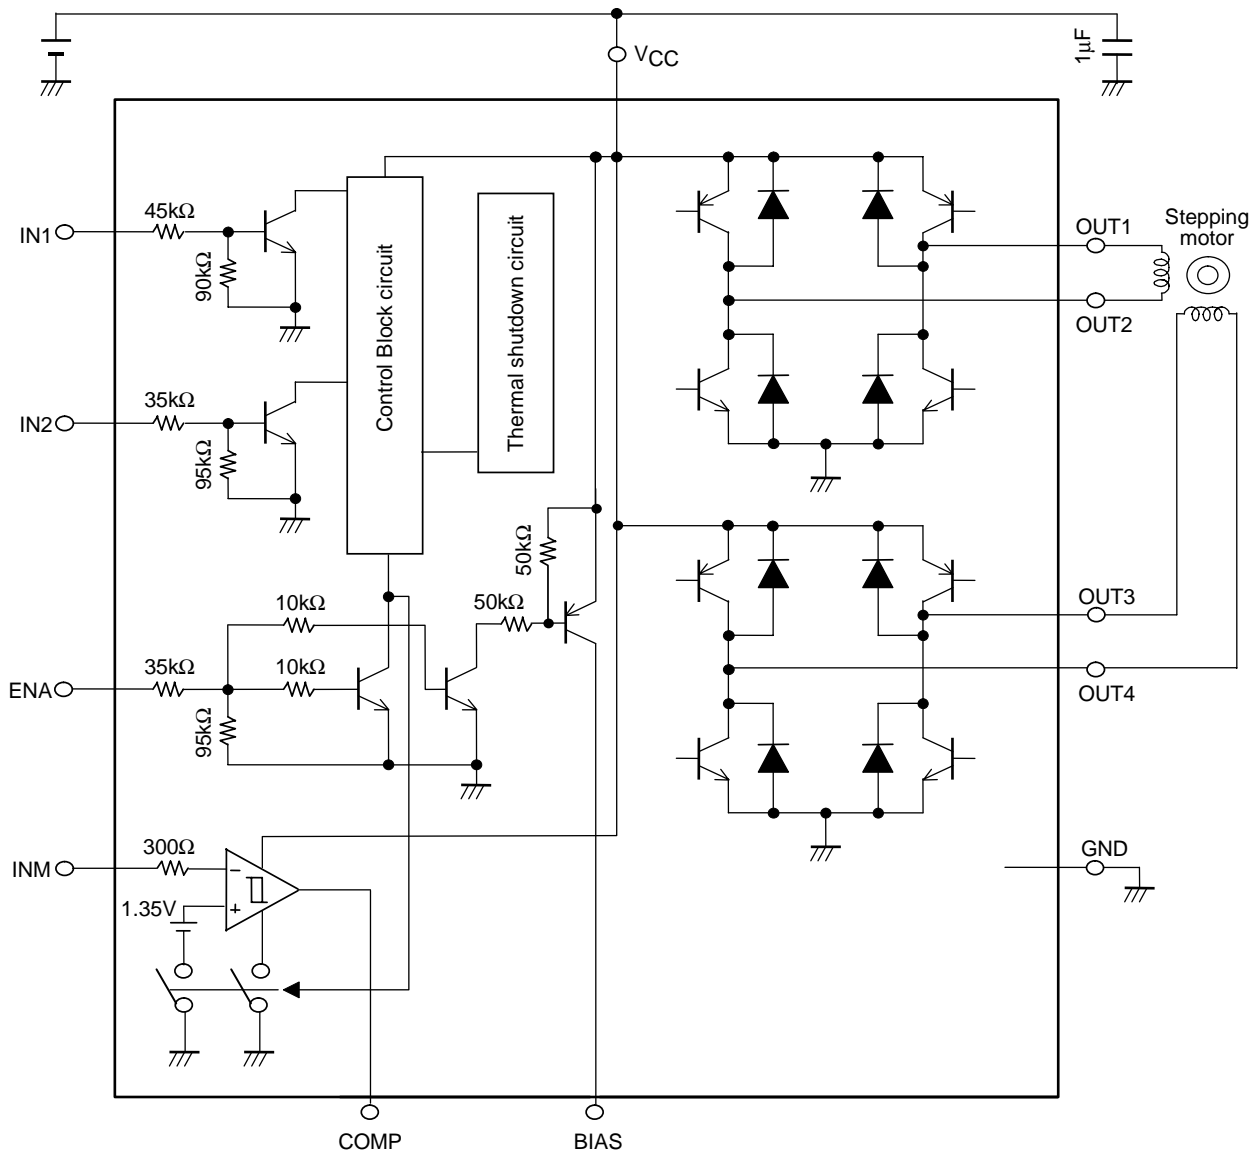 VCC
1µF
45kΩ
IN1
90kΩ
35kΩ
IN2
95kΩ
Control Block circuit
Thermal shutdown circuit
OUT1
OUT2
Stepping
motor
50kΩ
50kΩ
10kΩ
10kΩ
35kΩ
ENA
95kΩ
OUT3
OUT4
300Ω
INM
−
+
1.35V
GND
COMP
BIAS